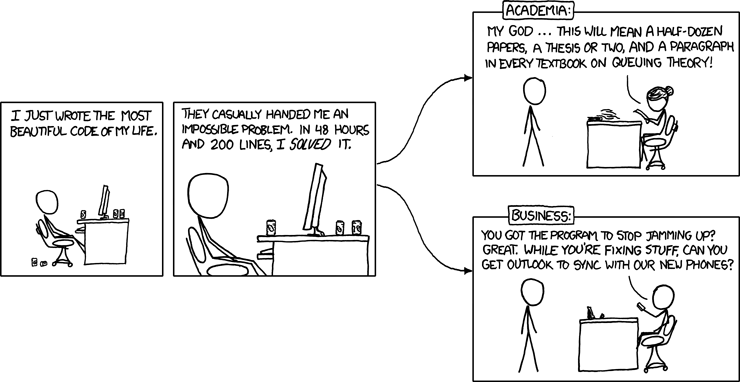 I JUST WROTE THE MOST
BEAUTIFUL CODE OF MY LIFE.
THEY CASUALLY HANDED ME AN
IMPOSSIBLE PROBLEM. IN 48 HOURS
AND 200 LINES, I SOLVED IT.
ACADEMIA:
MY GOD ... THIS WILL MEAN A HALF-DOZEN
PAPERS, A THESIS OR TWO, AND A PARAGRAPH
IN EVERY TEXTBOOK ON QUEUING THEORY!
BUSINESS:
YOU GOT THE PROGRAM TO STOP JAMMING UP?
GREAT. WHILE YOU'RE FIXING STUFF, CAN YOU
GET OUTLOOK TO SYNC WITH OUR NEW PHONES?